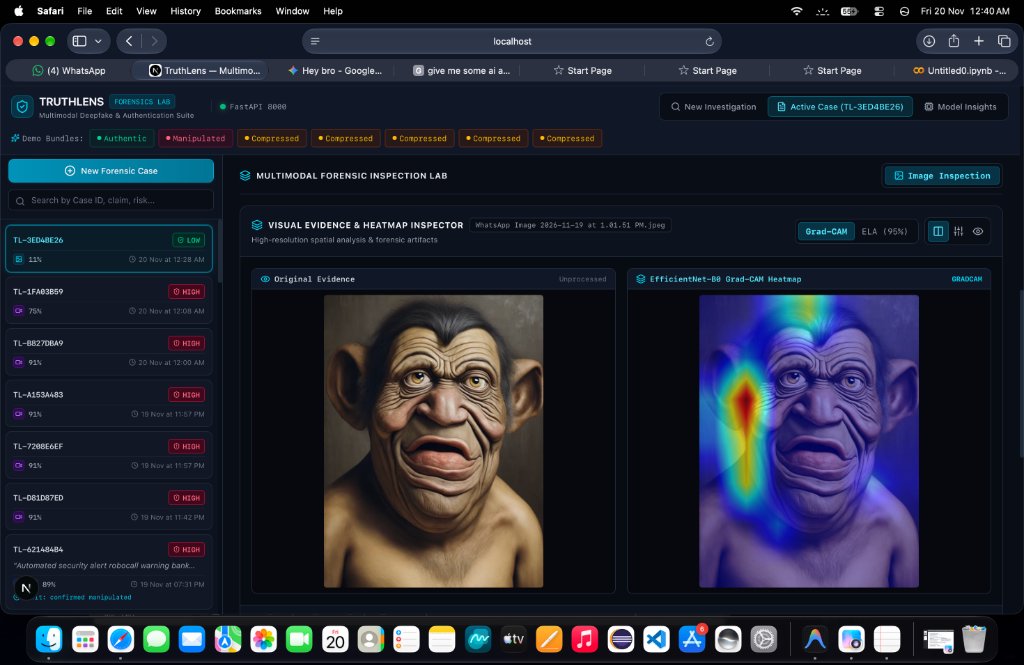 Safari File Edit View History Bookmarks Window Help
Fri 20 Nov 12:40 AM
localhost
(4) WhatsApp
TruthLens — Multimo...
Hey bro - Google...
give me some ai a...
Start Page
Start Page
Start Page
Untitled0.ipynb -...
TRUTHLENS FORENSICS LAB
Multimodal Deepfake & Authentication Suite
FastAPI 8000
New Investigation
Active Case (TL-3ED4BE26)
Model Insights
Demo Bundles: Authentic Manipulated Compressed Compressed Compressed Compressed Compressed
New Forensic Case
Search by Case ID, claim, risk...
TL-3ED4BE26 LOW
11% 20 Nov at 12:28 AM
TL-1FA03B59 HIGH
75% 20 Nov at 12:08 AM
TL-B827DBA9 HIGH
91% 20 Nov at 12:00 AM
TL-A153A483 HIGH
91% 19 Nov at 11:57 PM
TL-7208E6EF HIGH
91% 19 Nov at 11:57 PM
TL-D81D87ED HIGH
91% 19 Nov at 11:42 PM
TL-621484B4 HIGH
"Automated security alert robocall warning bank...
89% 19 Nov at 07:31 PM
N
confirmed manipulated
MULTIMODAL FORENSIC INSPECTION LAB
Image Inspection
VISUAL EVIDENCE & HEATMAP INSPECTOR
WhatsApp Image 2026-11-19 at 1.01.51 PM.jpeg
High-resolution spatial analysis & forensic artifacts
Grad-CAM
ELA (95%)
Original Evidence
Unprocessed
EfficientNet-B0 Grad-CAM Heatmap
GRADCAM
FRI
20
tv
6